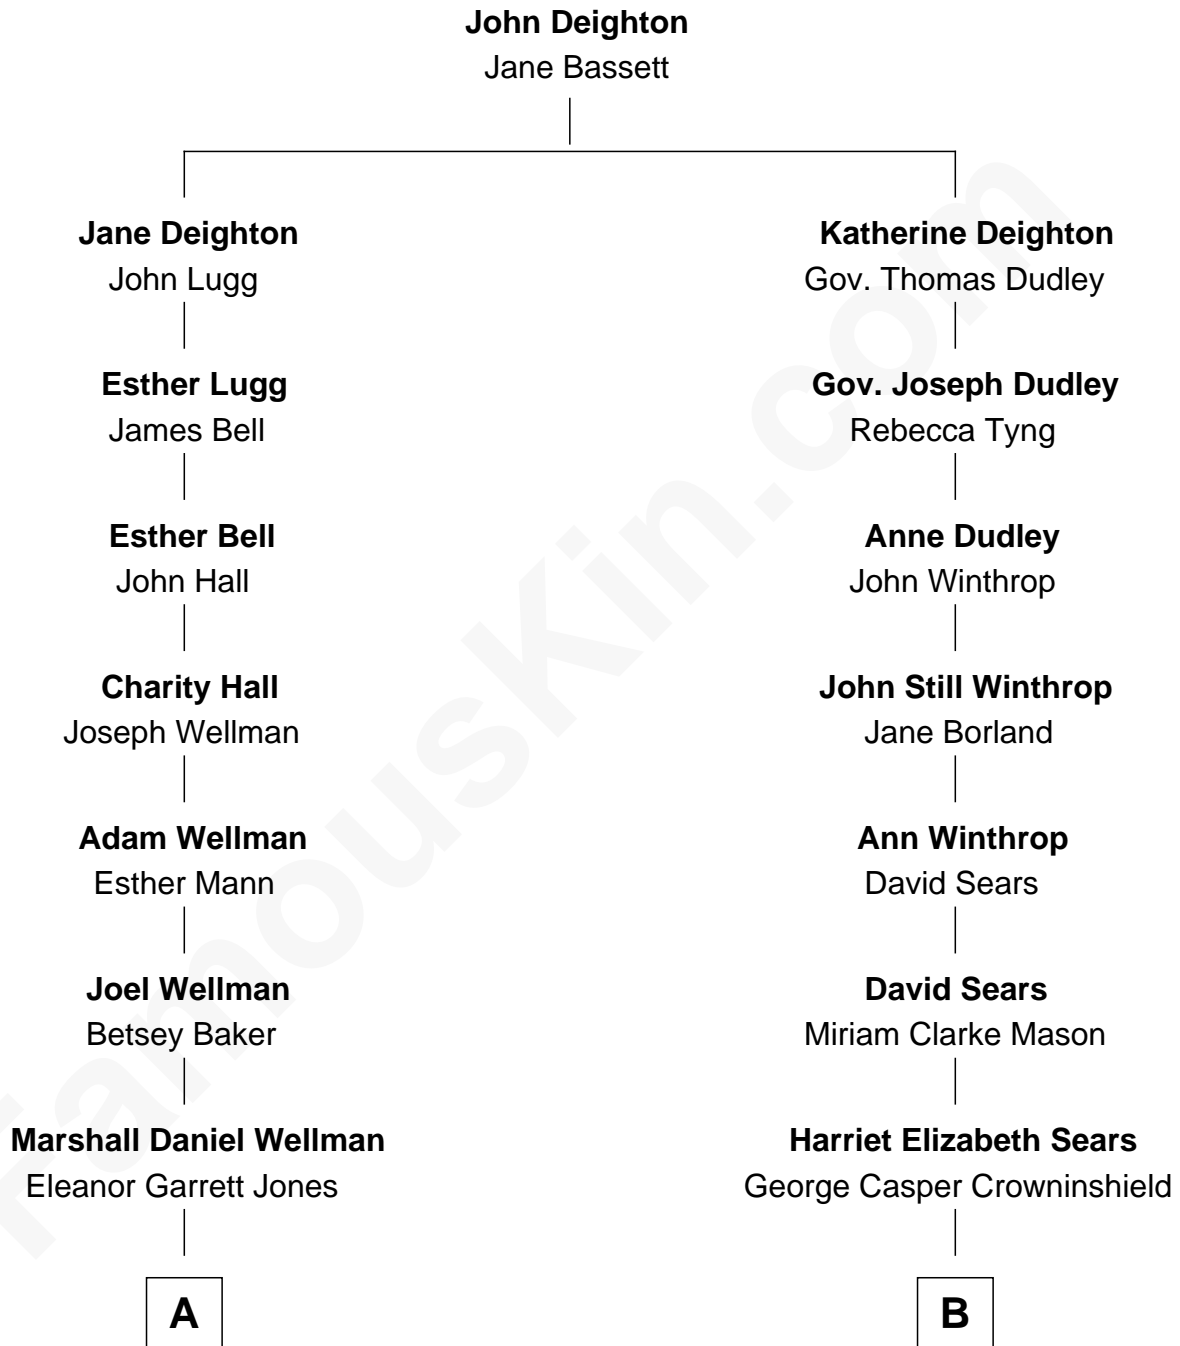 John Deighton
Jane Bassett
Jane Deighton
John Lugg
Katherine Deighton
Gov. Thomas Dudley
Esther Lugg
James Bell
Gov. Joseph Dudley
Rebecca Tyng
Esther Bell
John Hall
Anne Dudley
John Winthrop
Charity Hall
Joseph Wellman
John Still Winthrop
Jane Borland
Adam Wellman
Esther Mann
Ann Winthrop
David Sears
Joel Wellman
Betsey Baker
David Sears
Miriam Clarke Mason
Marshall Daniel Wellman
Eleanor Garrett Jones
Harriet Elizabeth Sears
George Casper Crowninshield
A
B
FamousKin.com